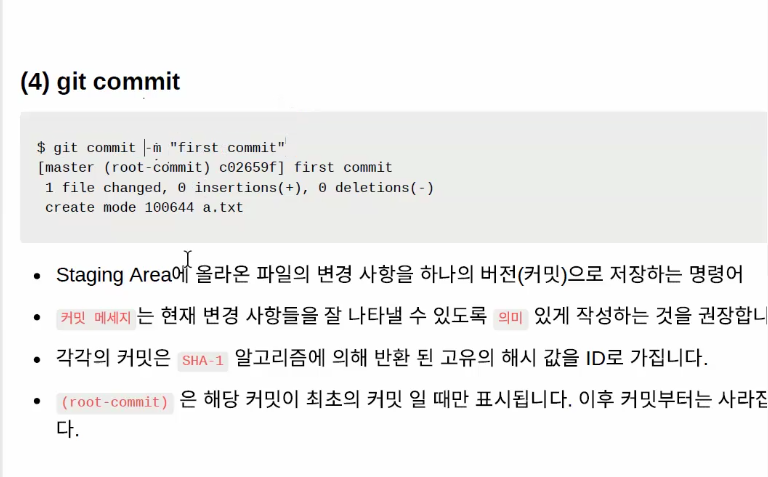 (4) git commit
$ git commit -m "first commit"
[master (root-commit) c02659f] first commit
 1 file changed, 0 insertions(+), 0 deletions(-)
 create mode 100644 a.txt
Staging Area에 올라온 파일의 변경 사항을 하나의 버전(커밋)으로 저장하는 명령어
커밋 메세지는 현재 변경 사항들을 잘 나타낼 수 있도록 의미 있게 작성하는 것을 권장합니
각각의 커밋은 SHA-1 알고리즘에 의해 반환 된 고유의 해시 값을 ID로 가집니다.
(root-commit) 은 해당 커밋이 최초의 커밋 일 때만 표시됩니다. 이후 커밋부터는 사라집
다.